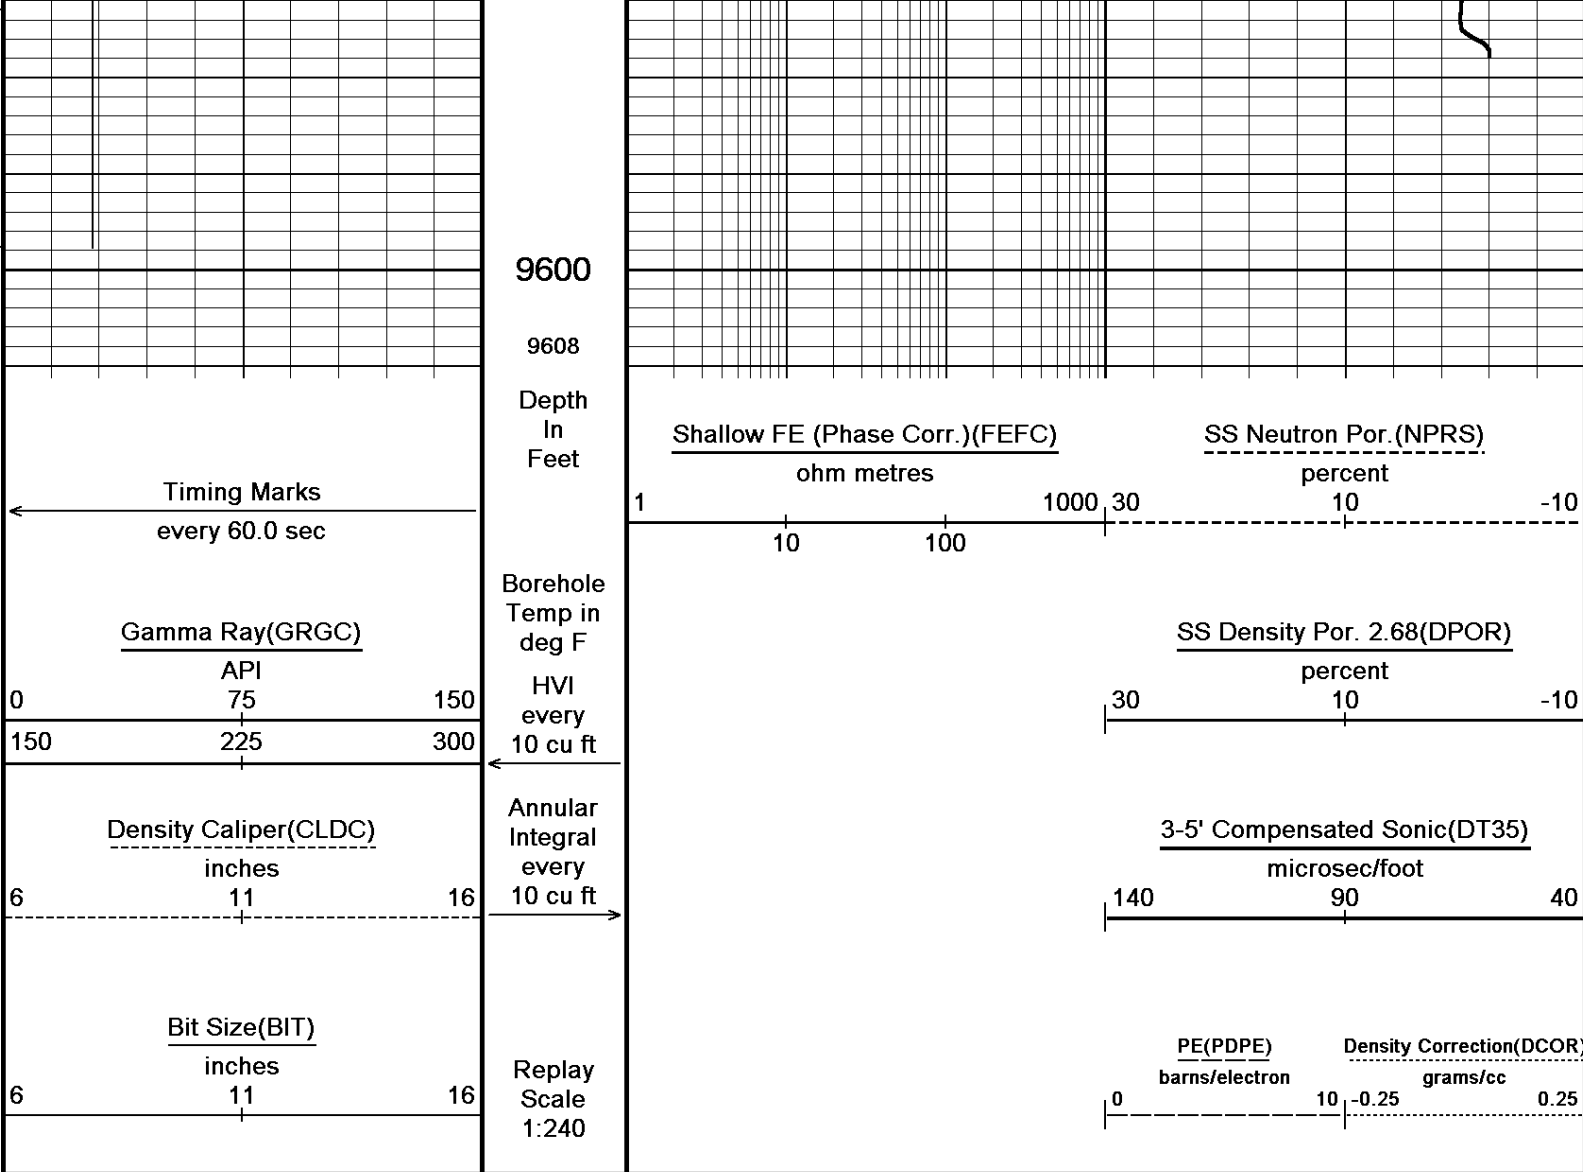 9600
9608
Depth
In
Feet
Timing Marks
every 60.0 sec
Gamma Ray(GRGC)
API
0 75 150
150 225 300
Density Caliper(CLDC)
inches
6 11 16
Bit Size(BIT)
inches
6 11 16
Borehole
Temp in
deg F
HVI
every
10 cu ft
Annular
Integral
every
10 cu ft
Replay
Scale
1:240
Shallow FE (Phase Corr.)(FEFC)
ohm metres
1 1000
10 100
SS Neutron Por.(NPRS)
percent
30 10 -10
SS Density Por. 2.68(DPOR)
percent
30 10 -10
3-5' Compensated Sonic(DT35)
microsec/foot
140 90 40
PE(PDPE)
barns/electron
0 10
Density Correction(DCOR)
grams/cc
-0.25 0.25